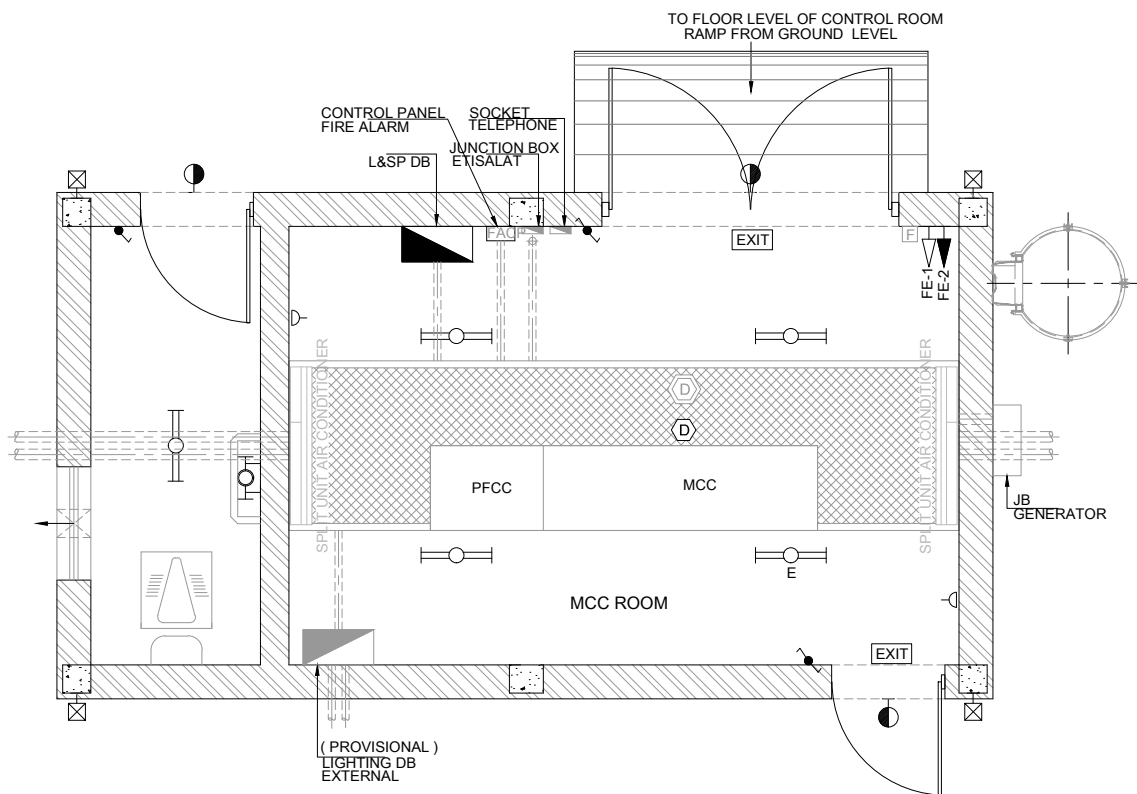 TO FLOOR LEVEL OF CONTROL ROOM
RAMP FROM GROUND LEVEL
CONTROL PANEL
FIRE ALARM
SOCKET
TELEPHONE
L&SP DB
JUNCTION BOX
ETISALAT
FACP
EXIT
F
FE-1
FE-2
SPLIT UNIT AIR CONDITIONER
SPLIT UNIT AIR CONDITIONER
D
D
PFCC
MCC
JB
GENERATOR
E
MCC ROOM
EXIT
( PROVISIONAL )
LIGHTING DB
EXTERNAL